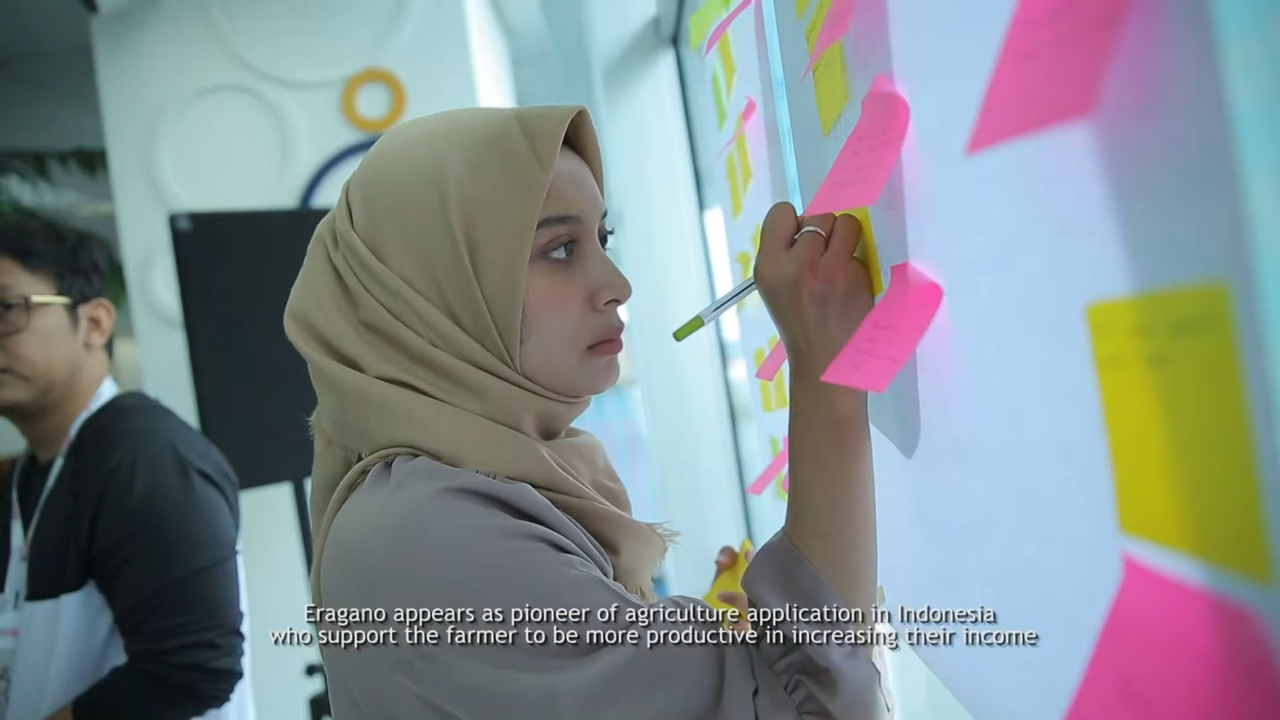 Eragano appears as pioneer of agriculture application in Indonesia
who support the farmer to be more productive in increasing their income